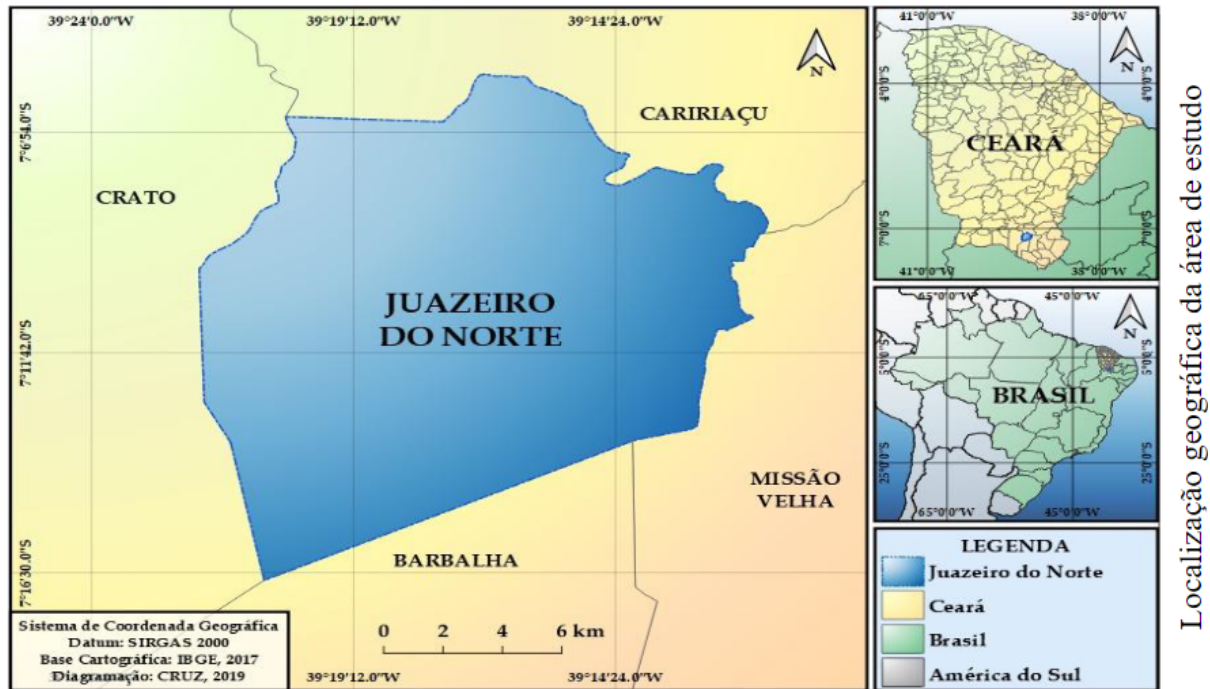 39°24'0.0"W
39°19'12.0"W
39°14'24.0"W
N
CARIRIAÇU
7°6'54.0"S
CRATO
JUAZEIRO
DO NORTE
7°11'42.0"S
MISSÃO
VELHA
BARBALHA
7°16'30.0"S
Sistema de Coordenada Geográfica
Datum: SIRGAS 2000
Base Cartográfica: IBGE, 2017
Diagramação: CRUZ, 2019
0 2 4 6 km
39°19'12.0"W
39°14'24.0"W
41°0'0"W
38°0'0"W
N
4°0'0"S
4°0'0"S
CEARÁ
7°0'0"S
7°0'0"S
41°0'0"W
38°0'0"W
65°0'0"W
45°0'0"W
N
5°0'0"S
5°0'0"S
BRASIL
25°0'0"S
25°0'0"S
65°0'0"W
45°0'0"W
LEGENDA
Juazeiro do Norte
Ceará
Brasil
América do Sul
Localização geográfica da área de estudo